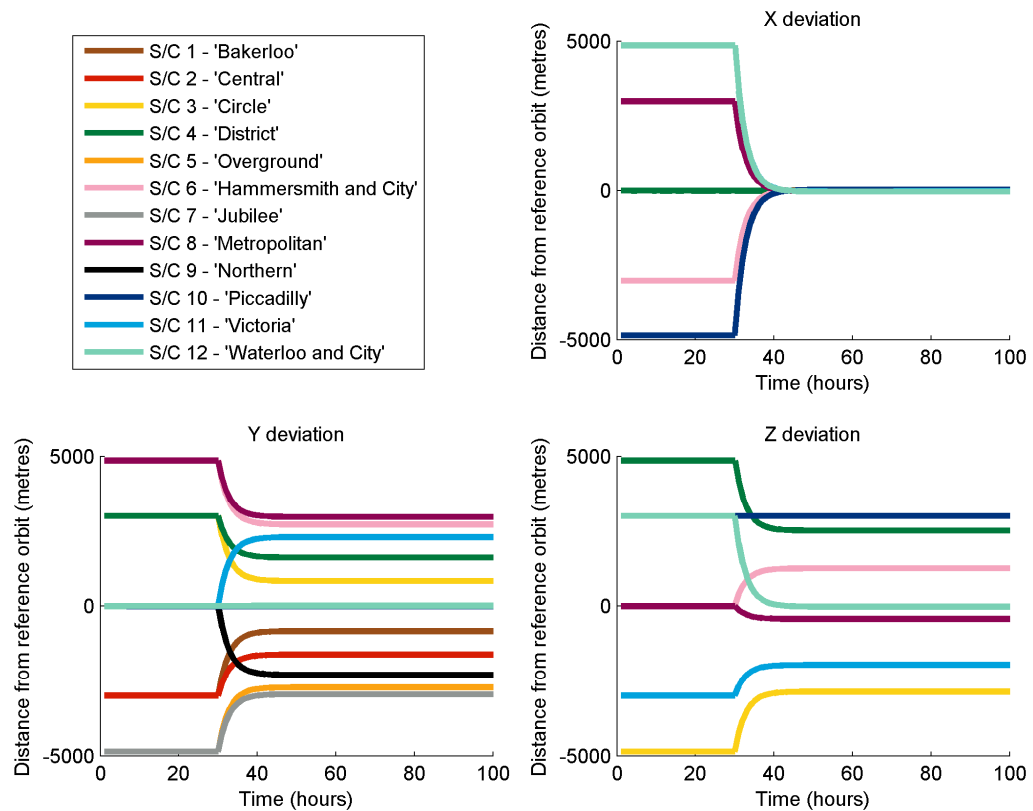 S/C 1 - 'Bakerloo'
S/C 2 - 'Central'
S/C 3 - 'Circle'
S/C 4 - 'District'
S/C 5 - 'Overground'
S/C 6 - 'Hammersmith and City'
S/C 7 - 'Jubilee'
S/C 8 - 'Metropolitan'
S/C 9 - 'Northern'
S/C 10 - 'Piccadilly'
S/C 11 - 'Victoria'
S/C 12 - 'Waterloo and City'
X deviation
Distance from reference orbit (metres)
5000
0
-5000
0 20 40 60 80 100
Time (hours)
Y deviation
Distance from reference orbit (metres)
5000
0
-5000
0 20 40 60 80 100
Time (hours)
Z deviation
Distance from reference orbit (metres)
5000
0
-5000
0 20 40 60 80 100
Time (hours)